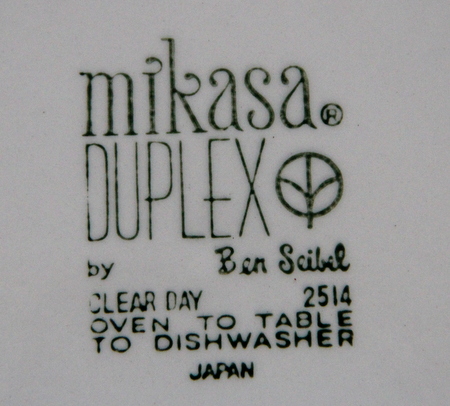 mikasa®
DUPLEX
by Ben Seibel
CLEAR DAY 2514
OVEN TO TABLE
TO DISHWASHER
JAPAN